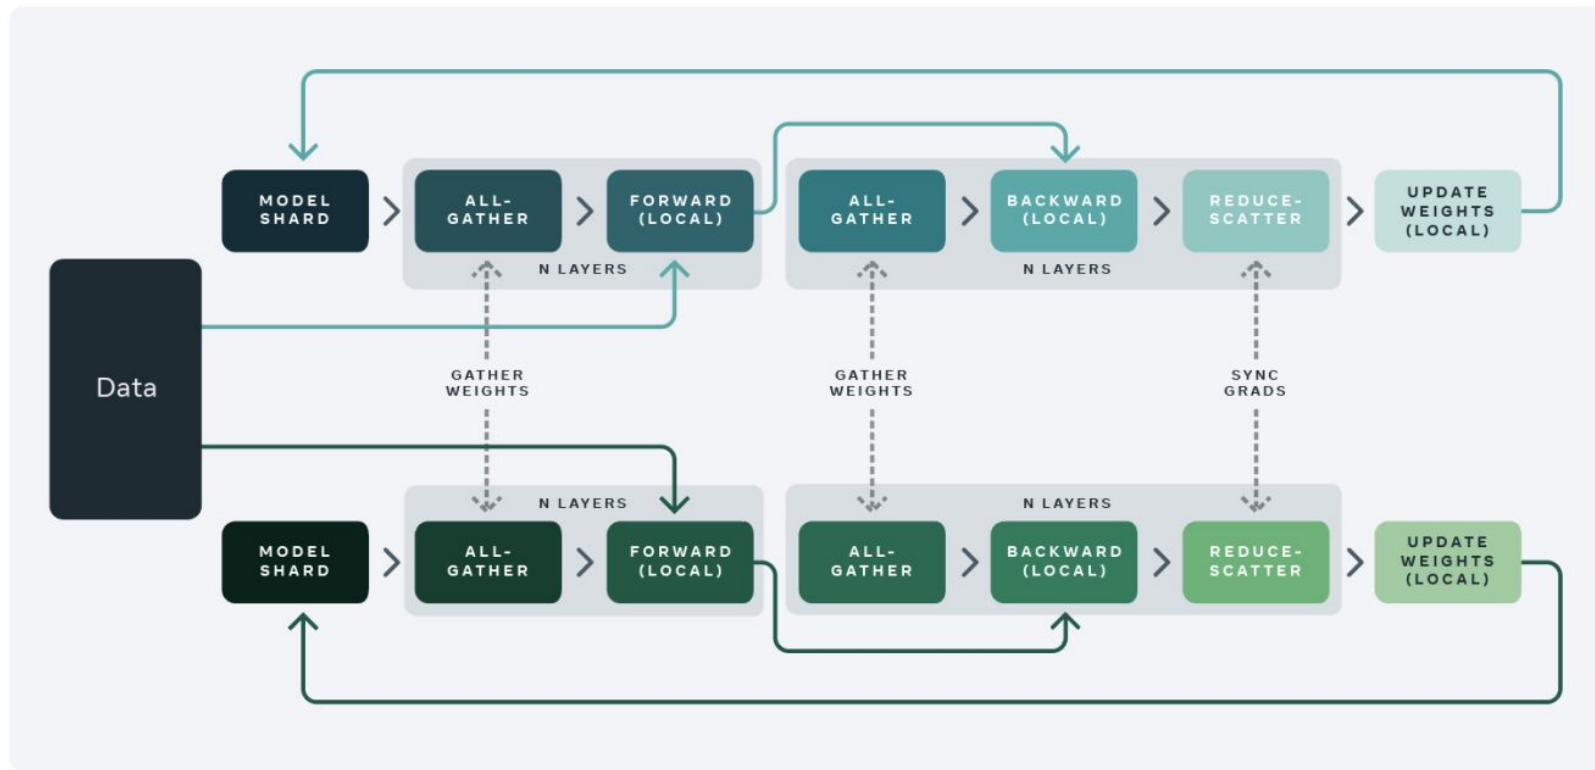 MODEL
SHARD
ALL-
GATHER
FORWARD
(LOCAL)
N LAYERS
ALL-
GATHER
BACKWARD
(LOCAL)
REDUCE-
SCATTER
N LAYERS
UPDATE
WEIGHTS
(LOCAL)
Data
GATHER
WEIGHTS
GATHER
WEIGHTS
SYNC
GRADS
N LAYERS
MODEL
SHARD
ALL-
GATHER
FORWARD
(LOCAL)
N LAYERS
ALL-
GATHER
BACKWARD
(LOCAL)
REDUCE-
SCATTER
UPDATE
WEIGHTS
(LOCAL)